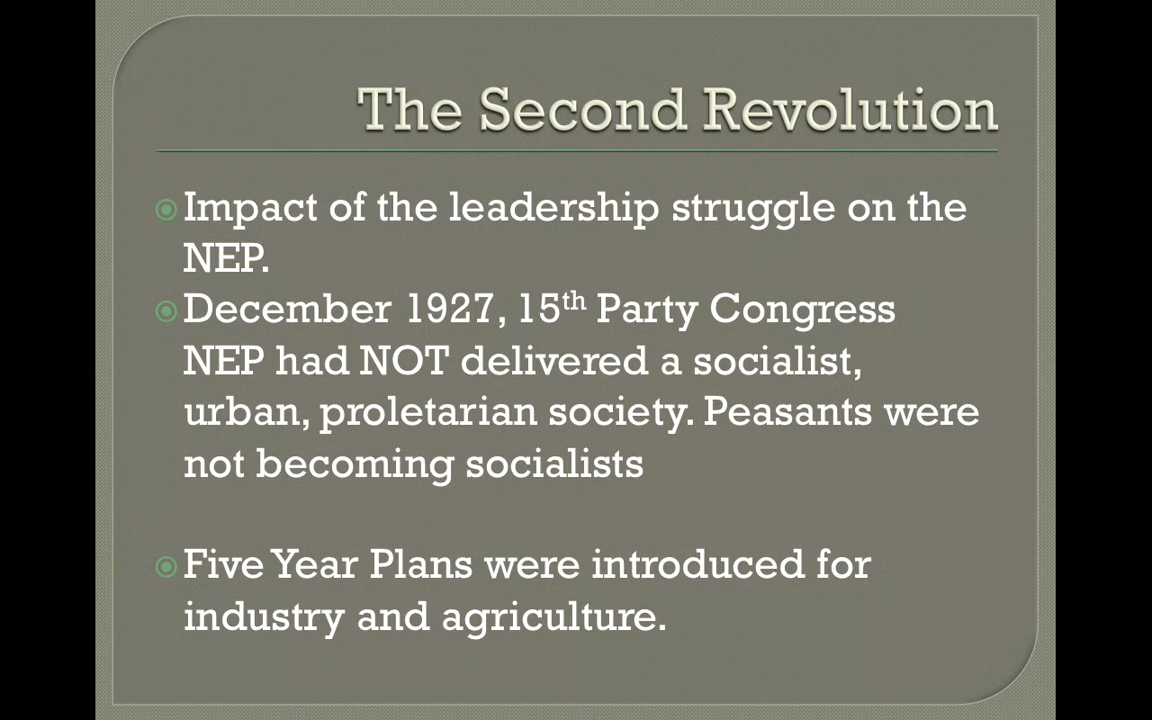 The Second Revolution
Impact of the leadership struggle on the
NEP.
December 1927, 15th Party Congress
NEP had NOT delivered a socialist,
urban, proletarian society. Peasants were
not becoming socialists
Five Year Plans were introduced for
industry and agriculture.